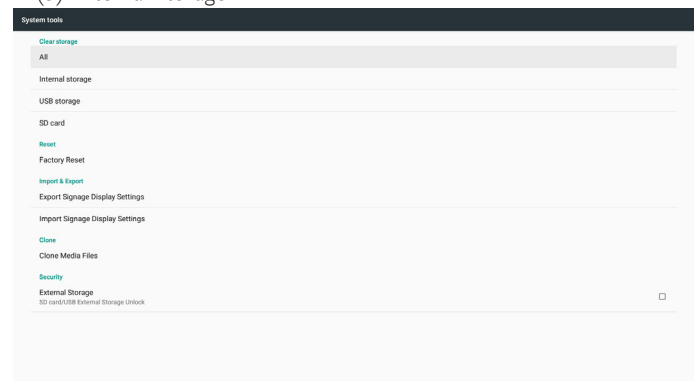 System tools
Clear storage
All
Internal storage
USB storage
SD card
Reset
Factory Reset
Import & Export
Export Signage Display Settings
Import Signage Display Settings
Clone
Clone Media Files
Security
External Storage
SD card/USB External Storage Unlock